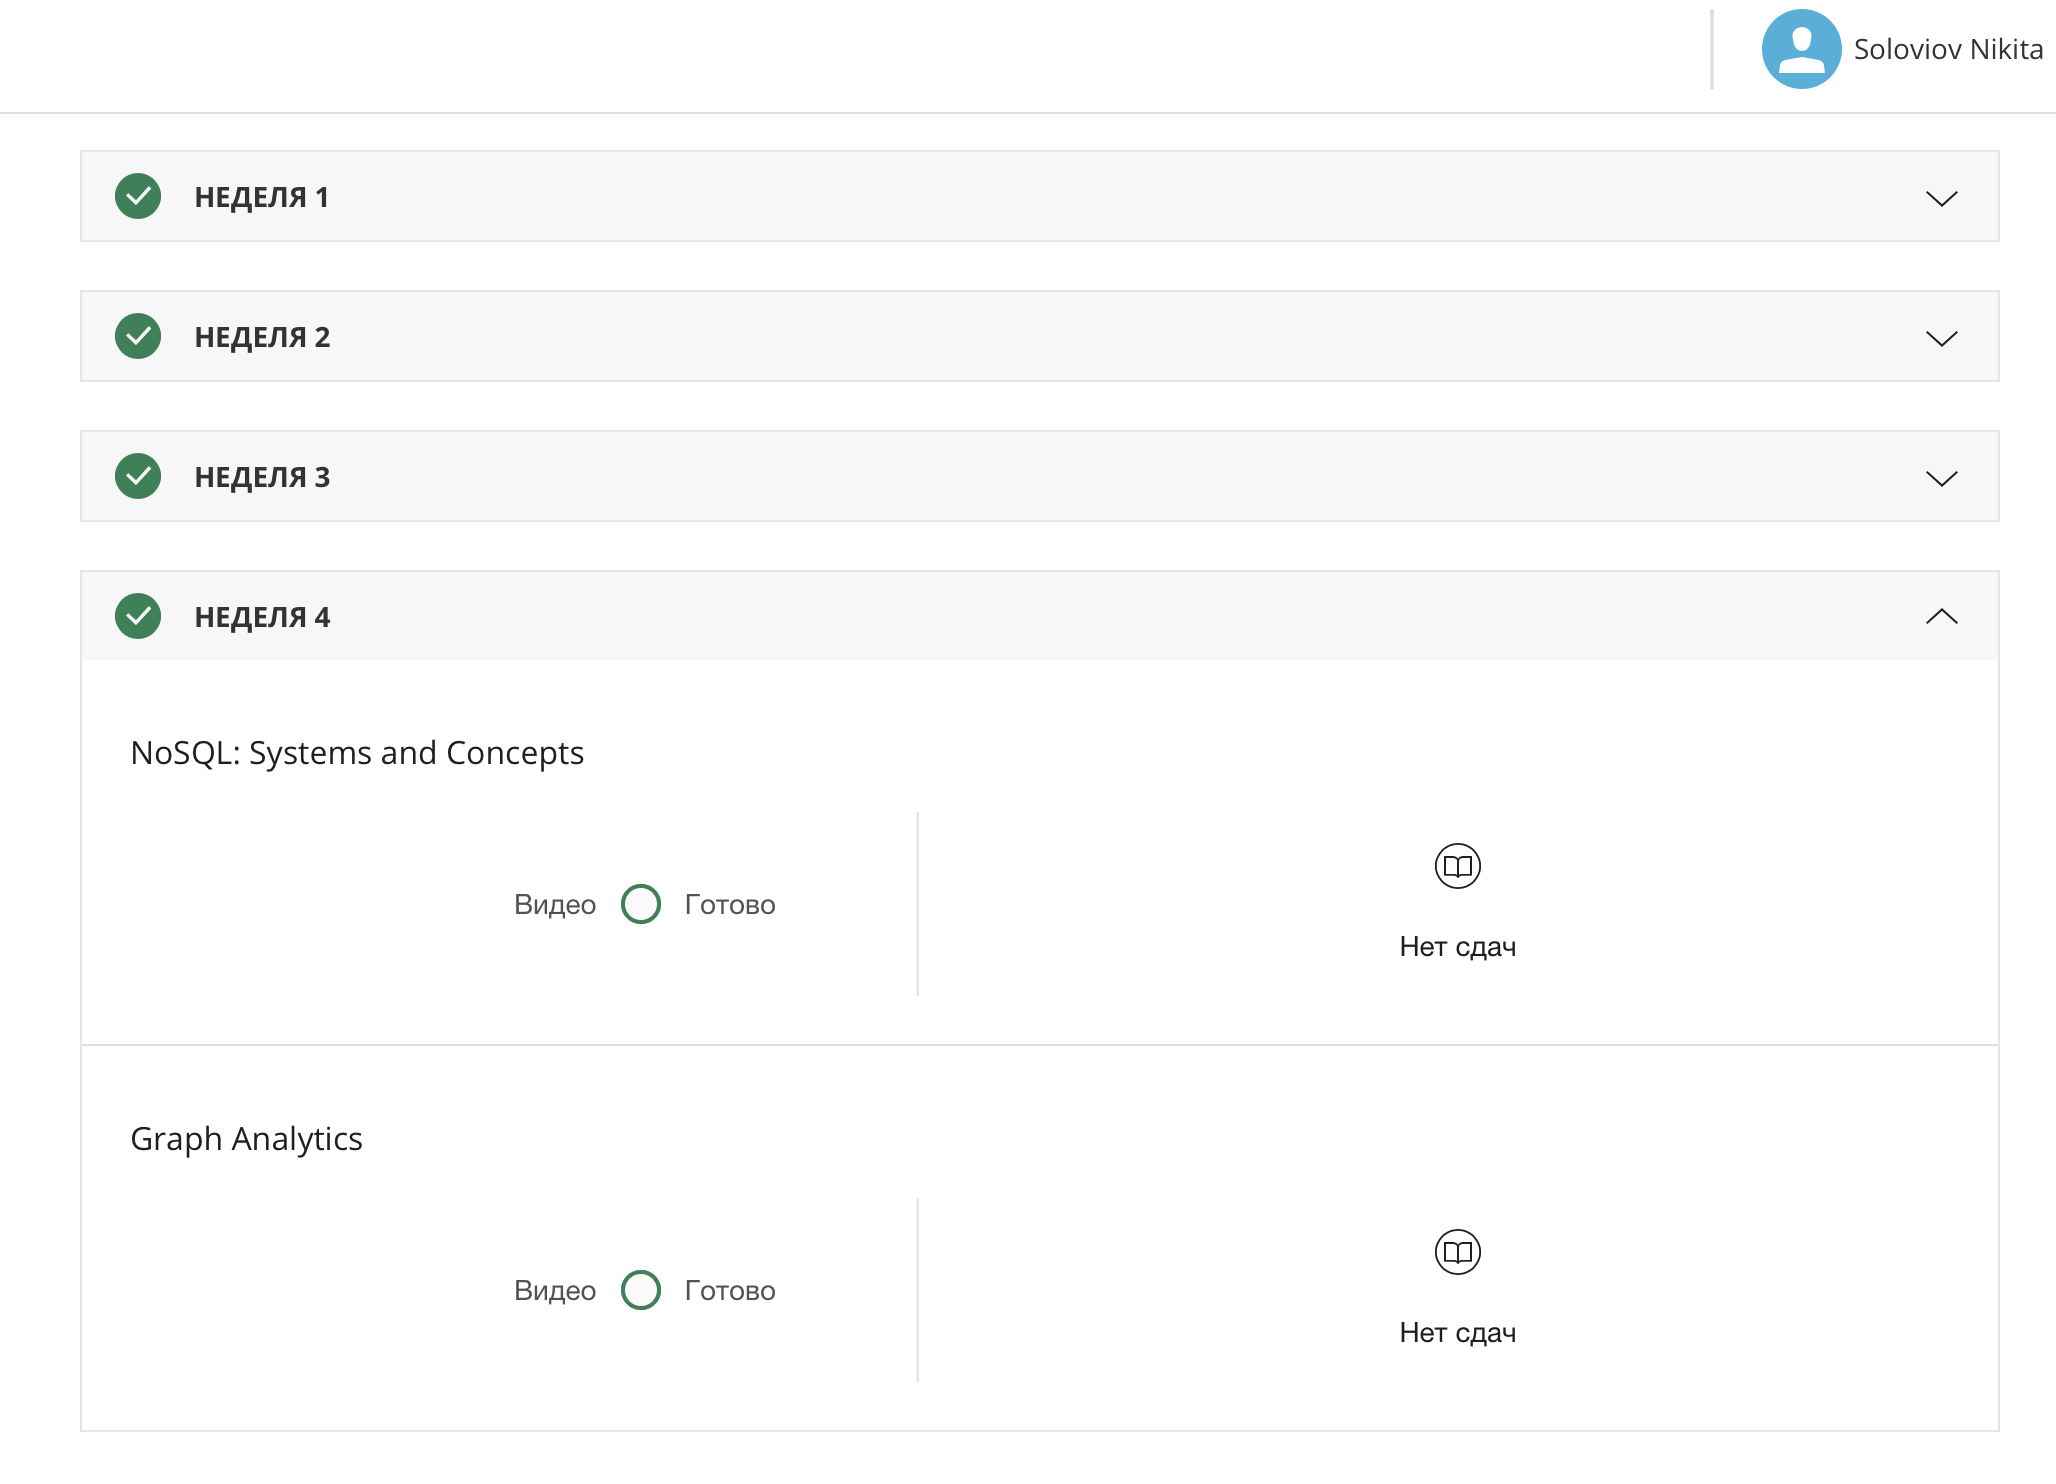 Soloviov Nikita
НЕДЕЛЯ 1
НЕДЕЛЯ 2
НЕДЕЛЯ 3
НЕДЕЛЯ 4
NoSQL: Systems and Concepts
Видео Готово
Нет сдач
Graph Analytics
Видео Готово
Нет сдач